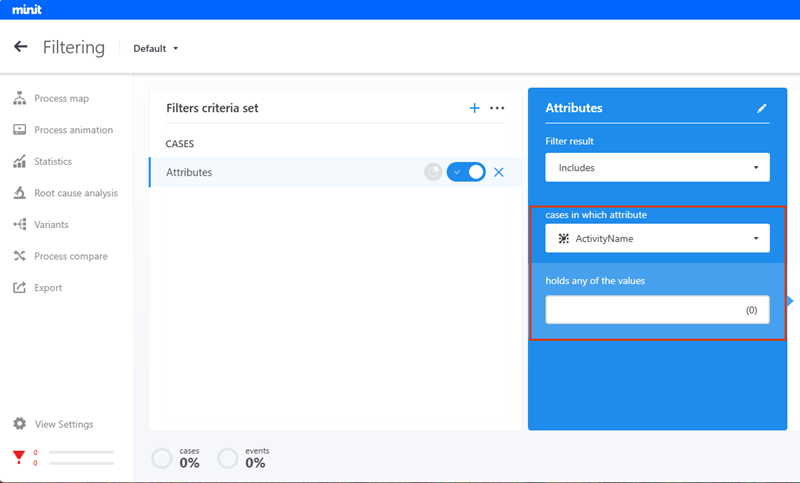 minit
Filtering
Default
Process map
Process animation
Statistics
Root cause analysis
Variants
Process compare
Export
View Settings
0
0
Filters criteria set
CASES
Attributes
cases
0%
events
0%
Attributes
Filter result
Includes
cases in which attribute
ActivityName
holds any of the values
(0)